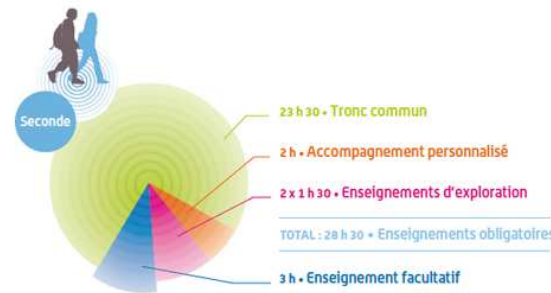 Seconde
23 h 30 • Tronc commun
2 h • Accompagnement personnalisé
2 x 1 h 30 • Enseignements d'exploration
TOTAL : 28 h 30 • Enseignements obligatoires
3 h • Enseignement facultatif